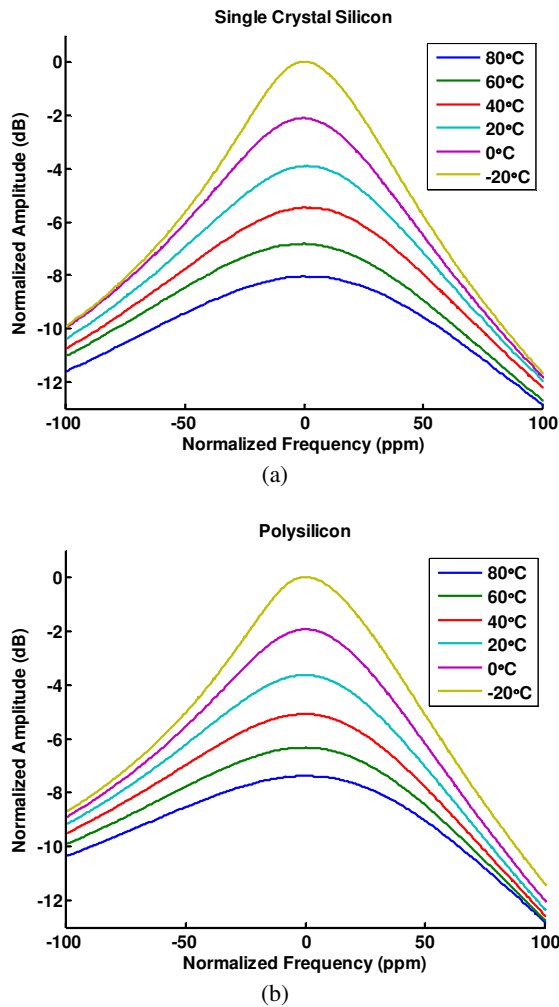 Single Crystal Silicon
Normalized Amplitude (dB)
0
-2
-4
-6
-8
-10
-12
80°C
60°C
40°C
20°C
0°C
-20°C
-100
-50
0
50
100
Normalized Frequency (ppm)
(a)
Polysilicon
Normalized Amplitude (dB)
0
-2
-4
-6
-8
-10
-12
80°C
60°C
40°C
20°C
0°C
-20°C
-100
-50
0
50
100
Normalized Frequency (ppm)
(b)